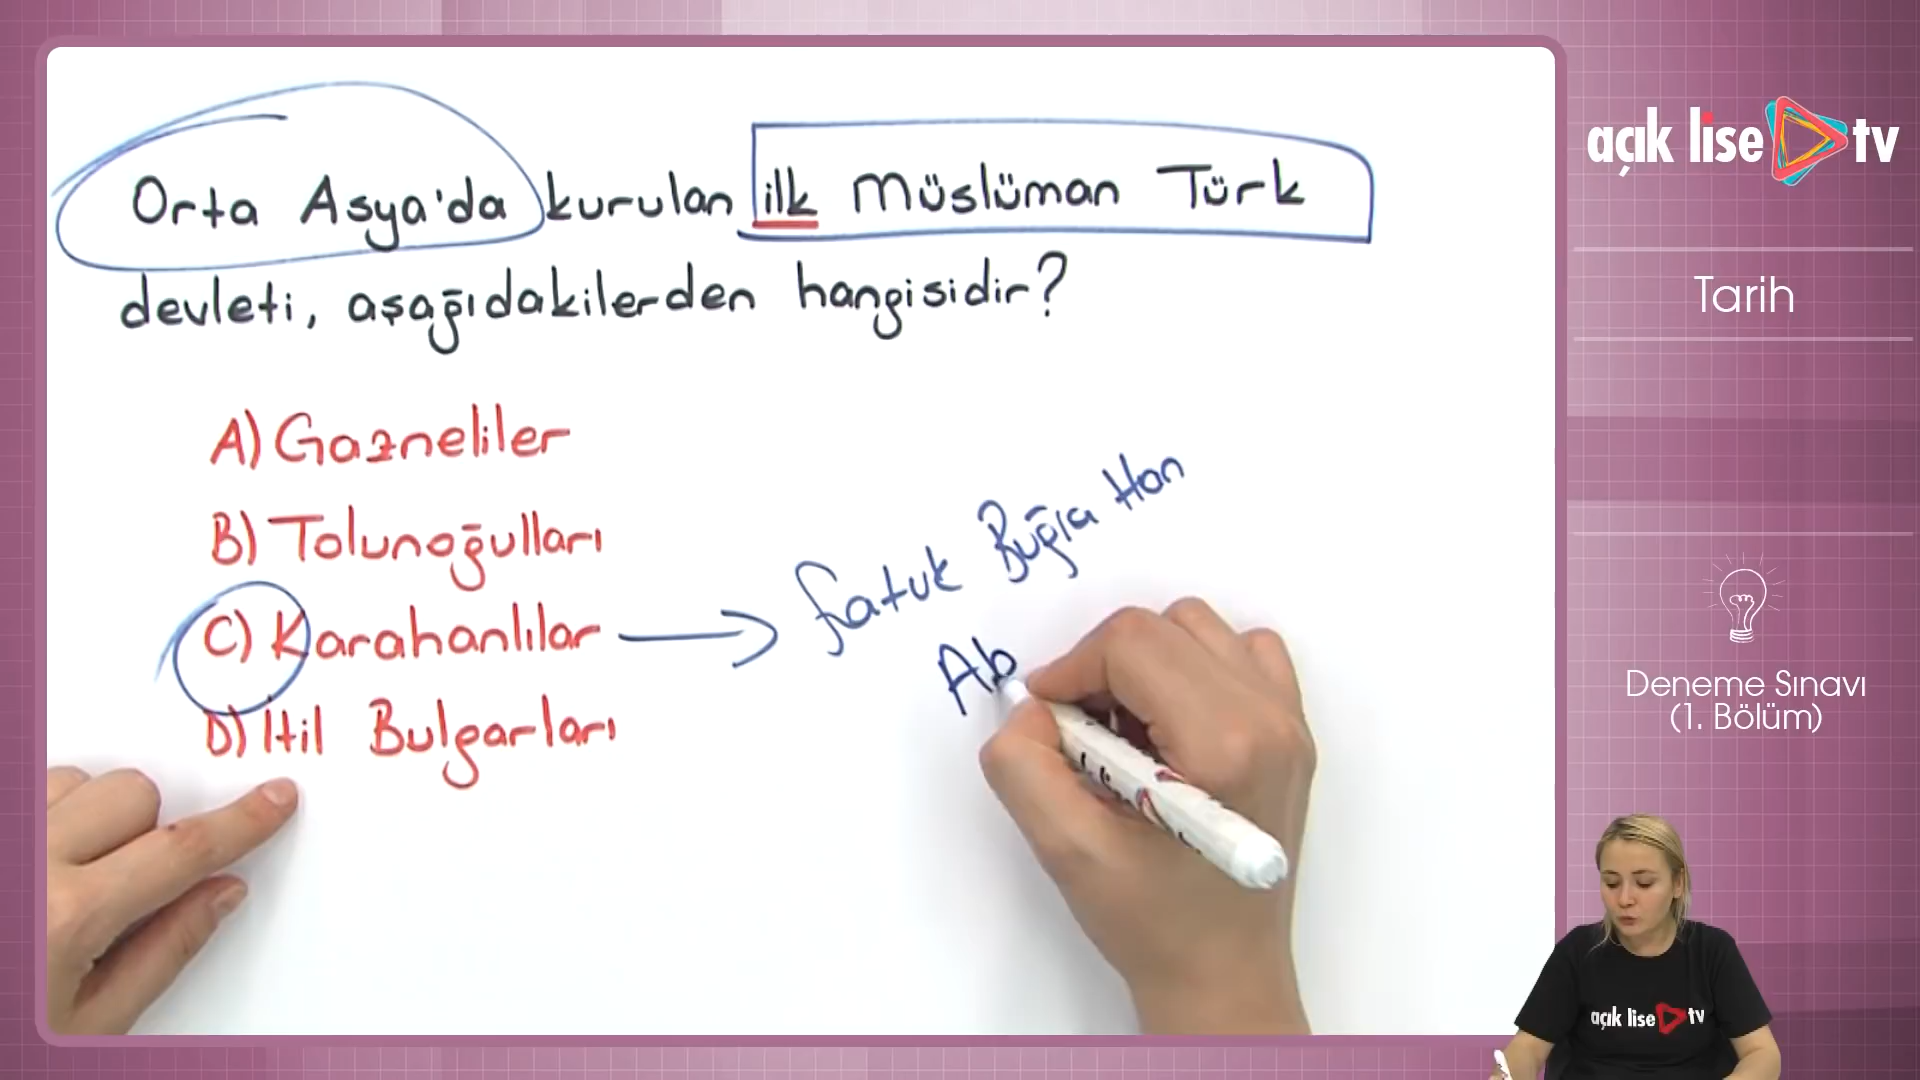 Orta Asya'da kurulan ilk Müslüman Türk
devleti, aşağıdakilerden hangisidir?
A) Gazneliler
B) Tolunoğulları
C) Karahanlılar
D) İtil Bulgarları
Satuk Buğra Han
Ab
açık lise tv
Tarih
Deneme Sınavı
(1. Bölüm)
açık lise tv